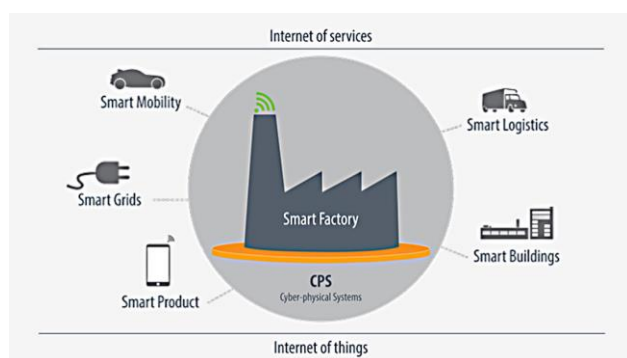 Internet of services
Smart Mobility
Smart Logistics
Smart Grids
Smart Factory
Smart Buildings
CPS
Cyber-physical Systems
Smart Product
Internet of things